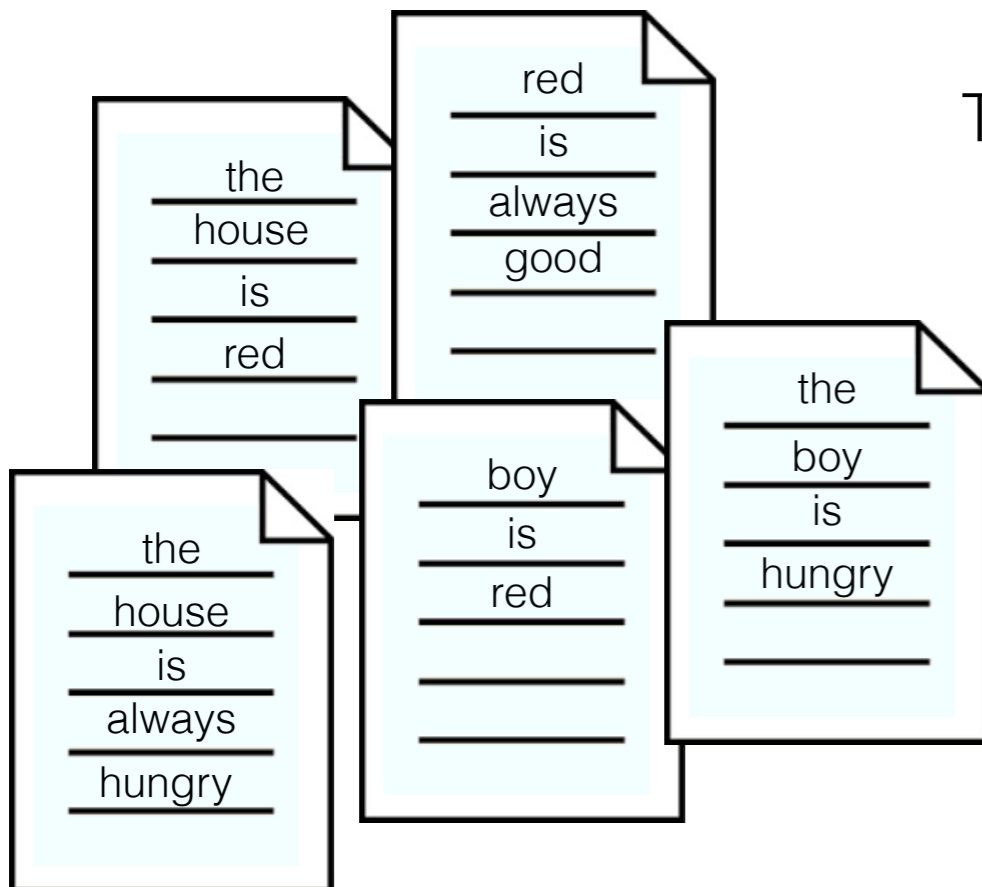 the
house
is
red
red
is
always
good
T
the
house
is
always
hungry
boy
is
red
the
boy
is
hungry